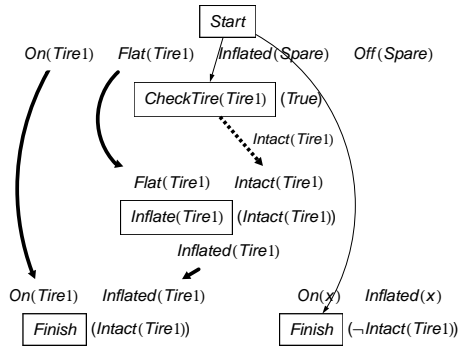 Start
On(Tire1) Flat(Tire1) Inflated(Spare) Off(Spare)
CheckTire(Tire1) (True)
Intact(Tire1)
Flat(Tire1) Intact(Tire1)
Inflate(Tire1) (Intact(Tire1))
Inflated(Tire1)
On(Tire1) Inflated(Tire1) On(x) Inflated(x)
Finish (Intact(Tire1)) Finish (¬Intact(Tire1))